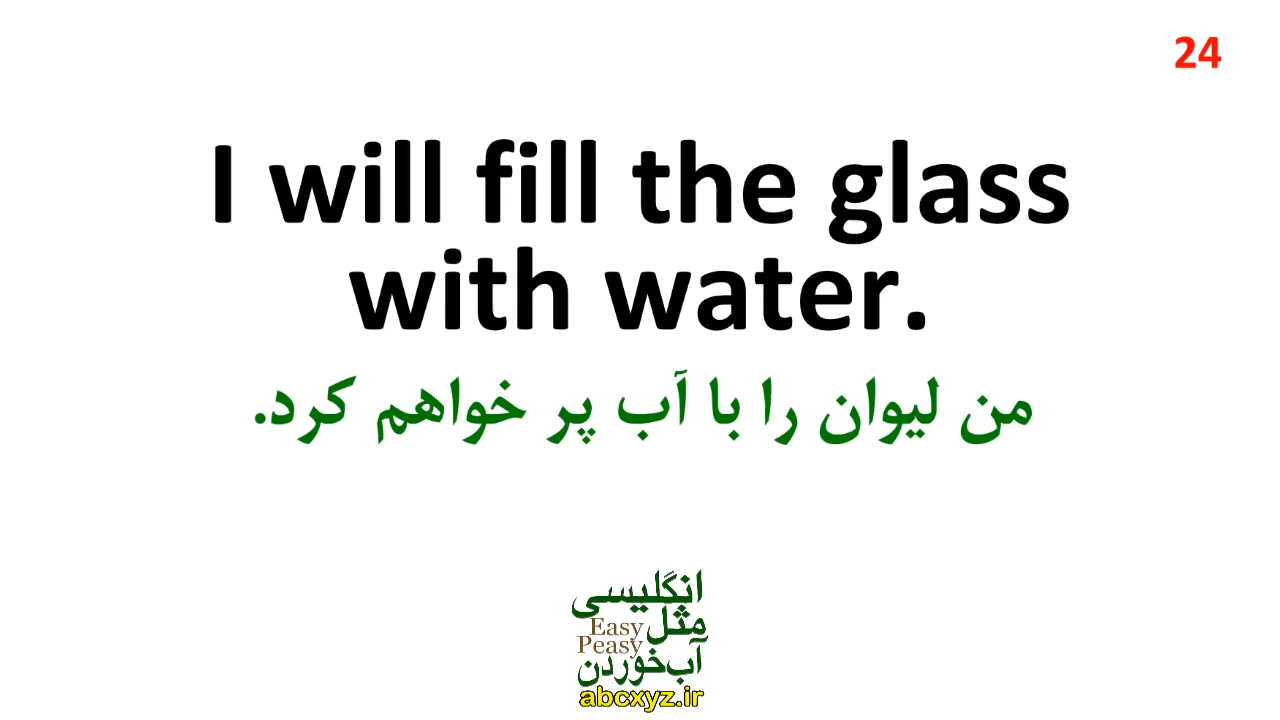 24
I will fill the glass
with water.
من لیوان را با آب پر خواهم کرد.
انگلیسی
مثل Easy
Peasy
آب‌خوردن
abcxyz.ir